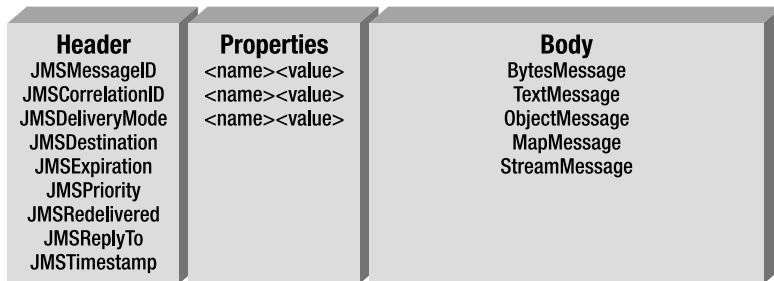 Header
JMSMessageID
JMSCorrelationID
JMSDeliveryMode
JMSDestination
JMSExpiration
JMSPriority
JMSRedelivered
JMSReplyTo
JMSTimestamp
Properties
<name><value>
<name><value>
<name><value>
Body
BytesMessage
TextMessage
ObjectMessage
MapMessage
StreamMessage